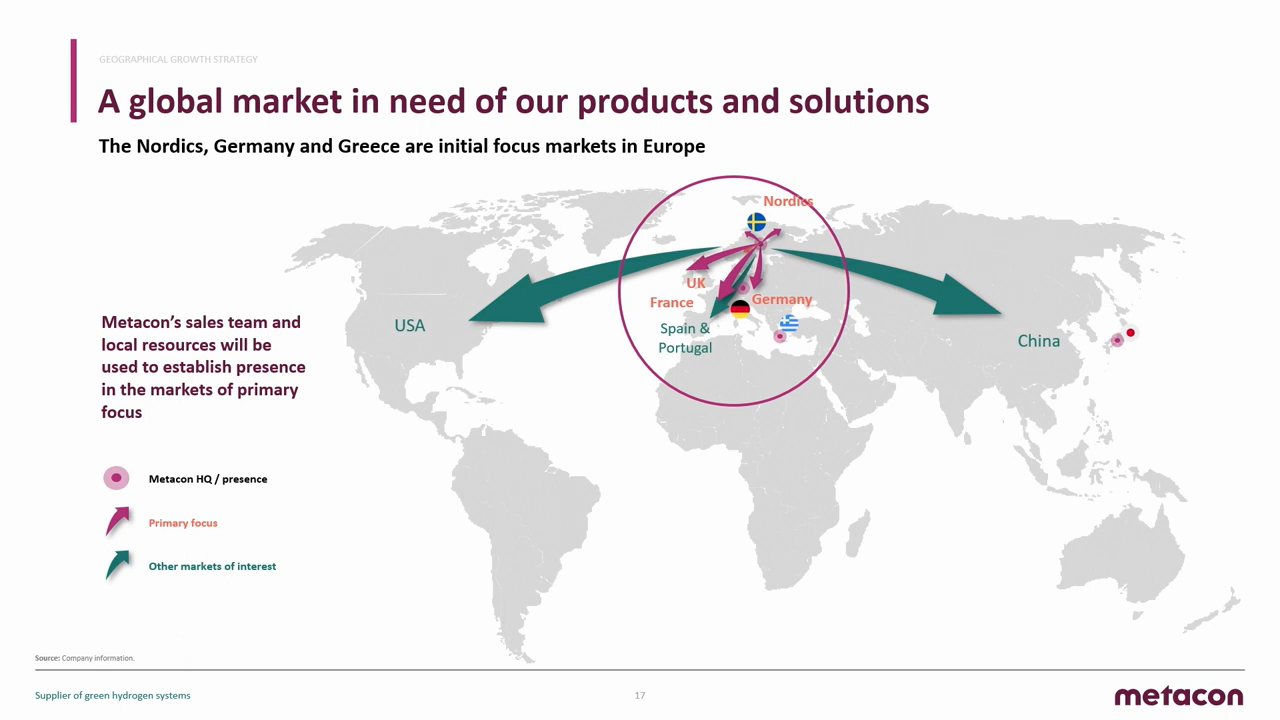 GEOGRAPHICAL GROWTH STRATEGY
A global market in need of our products and solutions
The Nordics, Germany and Greece are initial focus markets in Europe
Nordics
UK
France
Germany
Spain &
Portugal
USA
China
Metacon’s sales team and
local resources will be
used to establish presence
in the markets of primary
focus
Metacon HQ / presence
Primary focus
Other markets of interest
Source: Company information.
Supplier of green hydrogen systems
17
metacon